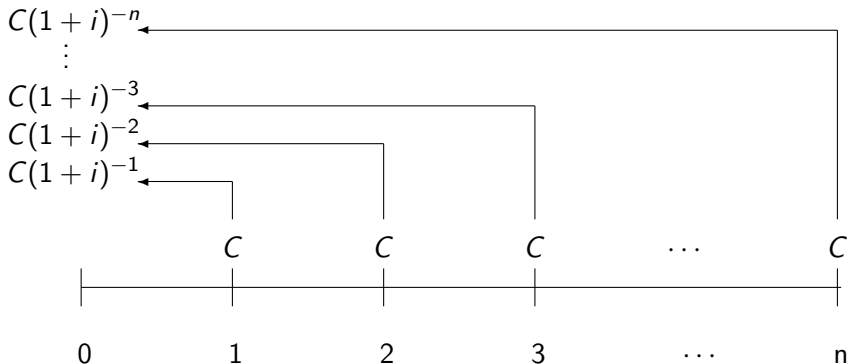 C(1 + i)^{-n}
⋮
C(1 + i)^{-3}
C(1 + i)^{-2}
C(1 + i)^{-1}
C C C ⋯ C
0 1 2 3 ⋯ n